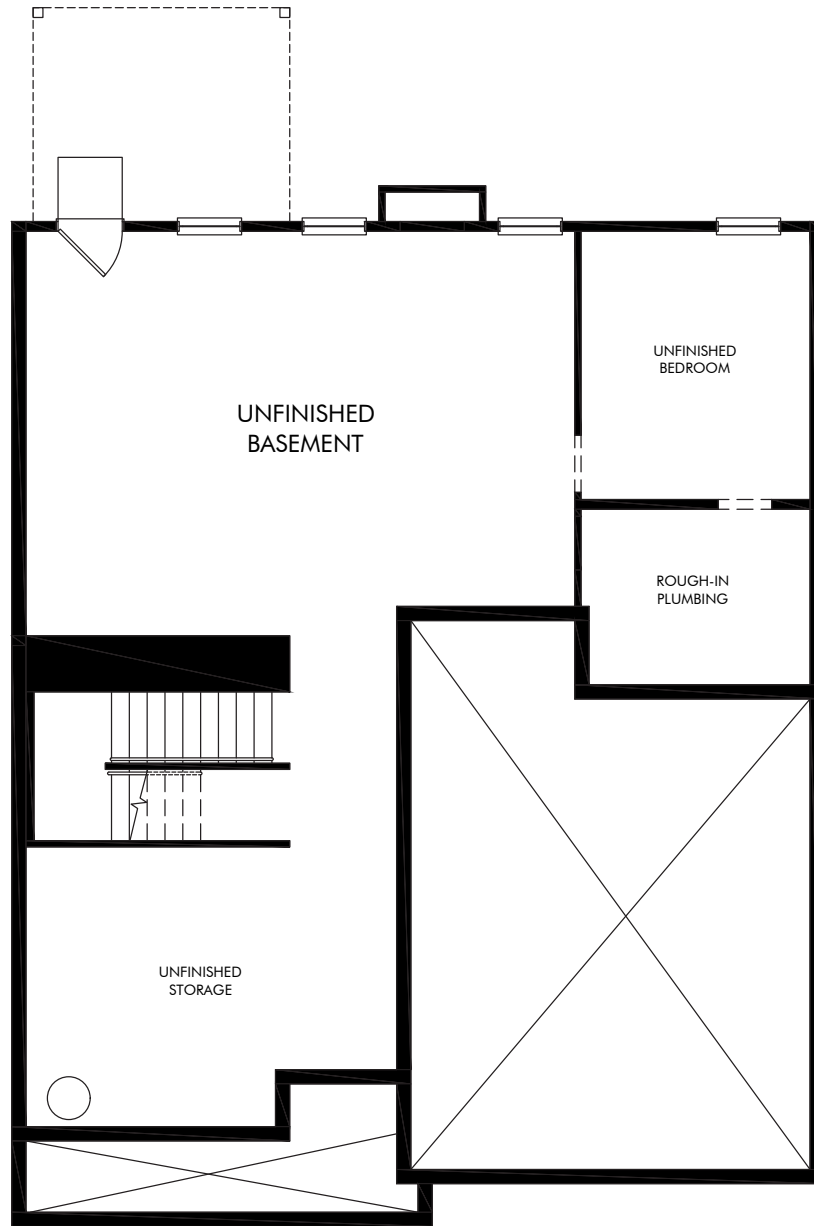 UNFINISHED
BEDROOM
UNFINISHED
BASEMENT
ROUGH-IN
PLUMBING
UNFINISHED
STORAGE